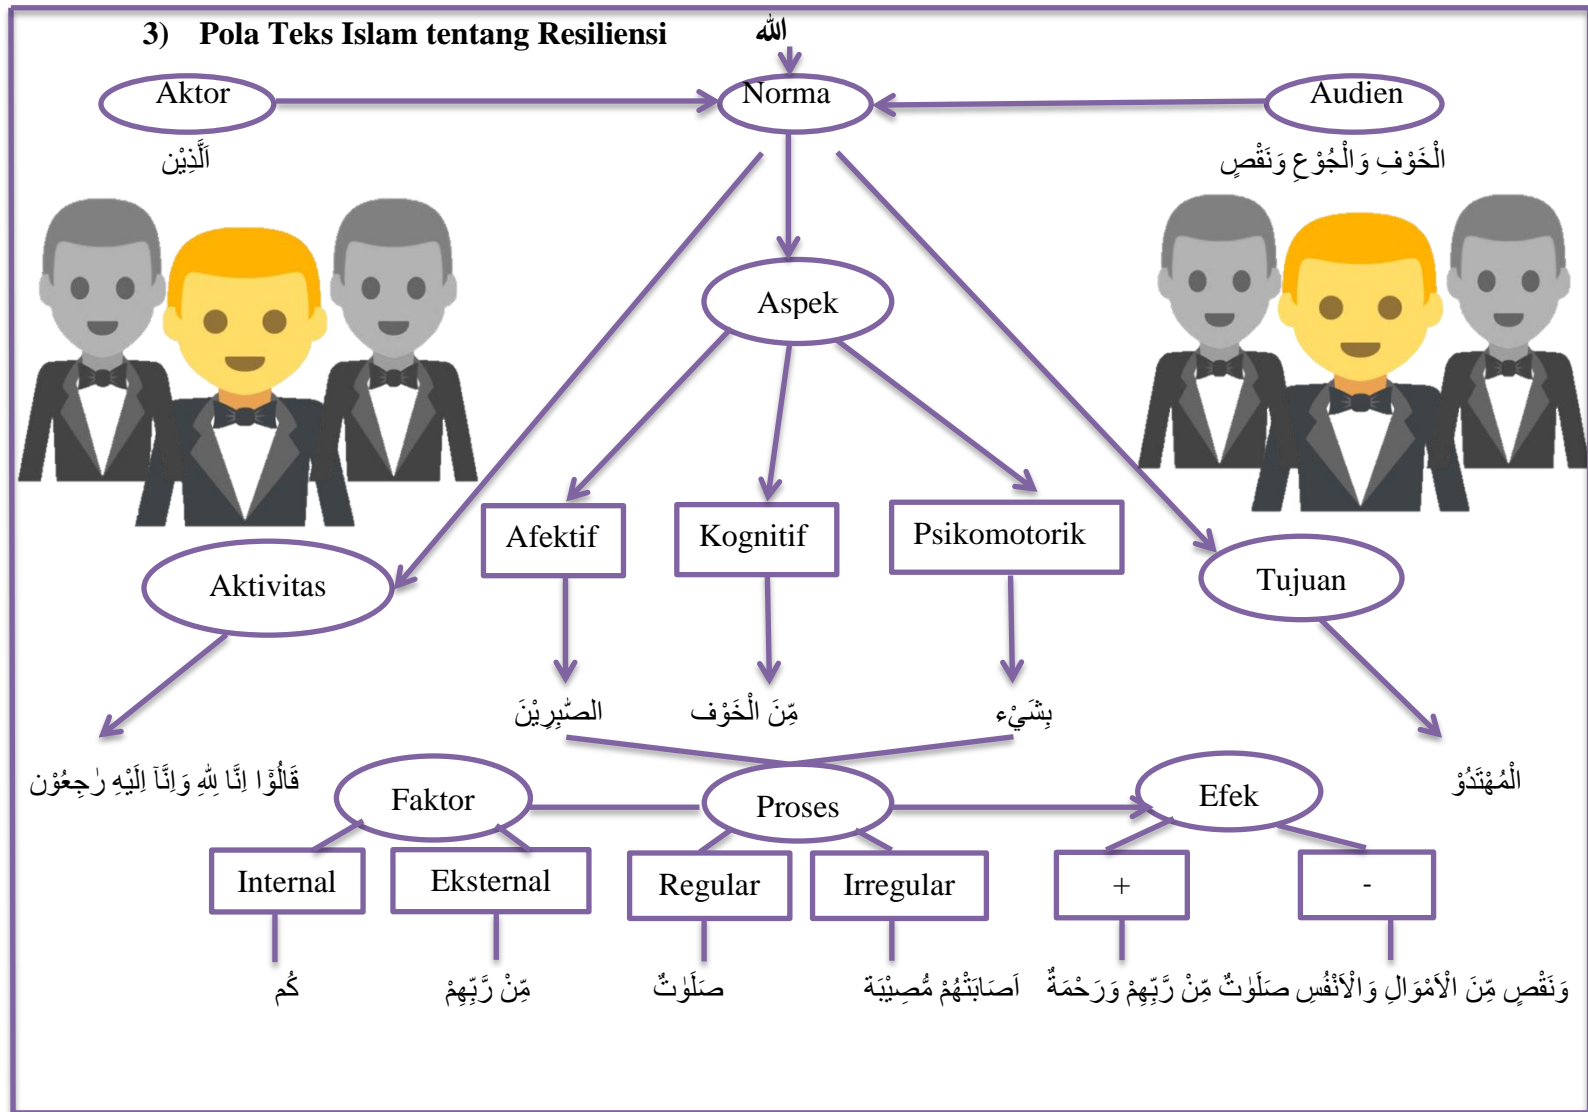 3) Pola Teks Islam tentang Resiliensi
الله
Aktor
Norma
Audien
اَلَّذِيْن
الْخَوْفِ وَالْجُوْعِ وَنَقْصٍ
Aspek
Afektif
Kognitif
Psikomotorik
Aktivitas
Tujuan
الصّٰبِرِيْنَ
مِّنَ الْخَوْف
بِشَيْء
قَالُوْٓا اِنَّا لِلّٰهِ وَاِنَّآ اِلَيْهِ رٰجِعُوْن
الْمُهْتَدُوْ
Faktor
Proses
Efek
Internal
Eksternal
Regular
Irregular
+
-
كُم
مِّنْ رَّبِّهِمْ
صَلَوٰتٌ
اَصَابَتْهُمْ مُّصِيْبَة
صَلَوٰتٌ مِّنْ رَّبِّهِمْ وَرَحْمَةٌ
وَنَقْصٍ مِّنَ الْاَمْوَالِ وَالْاَنْفُسِ